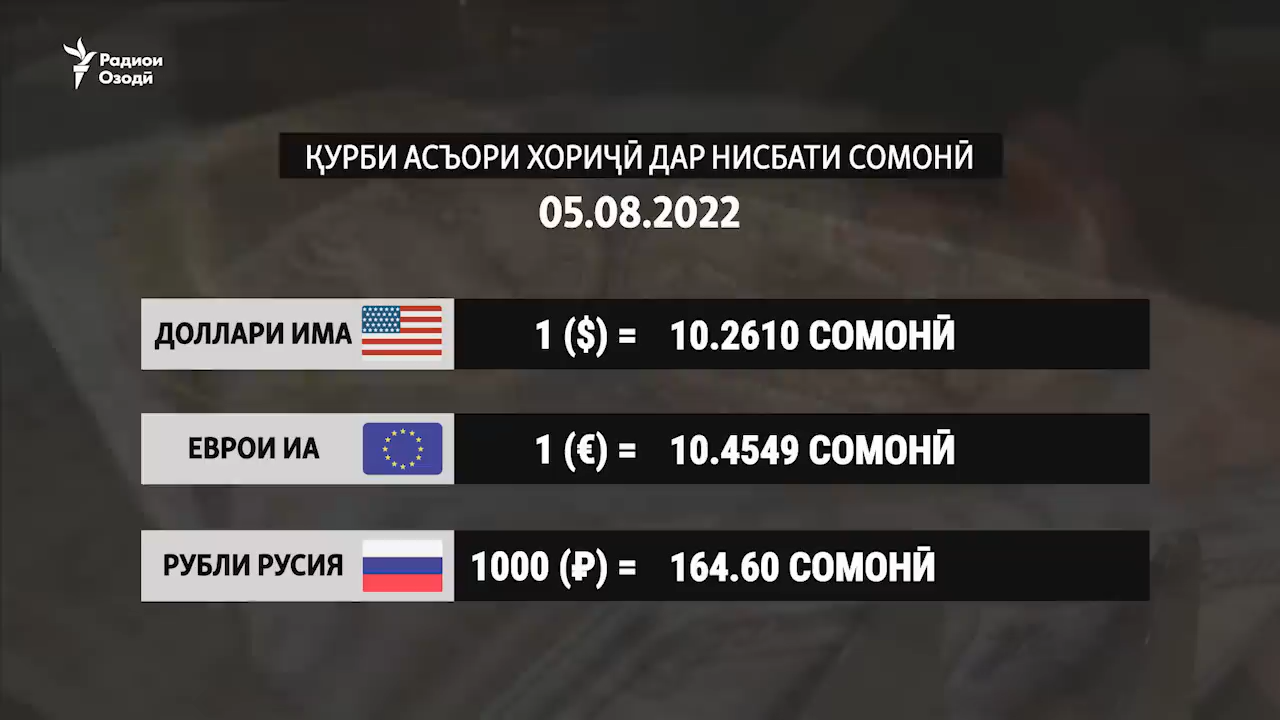 Радиои
Озодӣ
ҚУРБИ АСЪОРИ ХОРИҶӢ ДАР НИСБАТИ СОМОНӢ
05.08.2022
ДОЛЛАРИ ИМА 1 ($) = 10.2610 СОМОНӢ
ЕВРОИ ИА 1 (€) = 10.4549 СОМОНӢ
РУБЛИ РУСИЯ 1000 (₽) = 164.60 СОМОНӢ